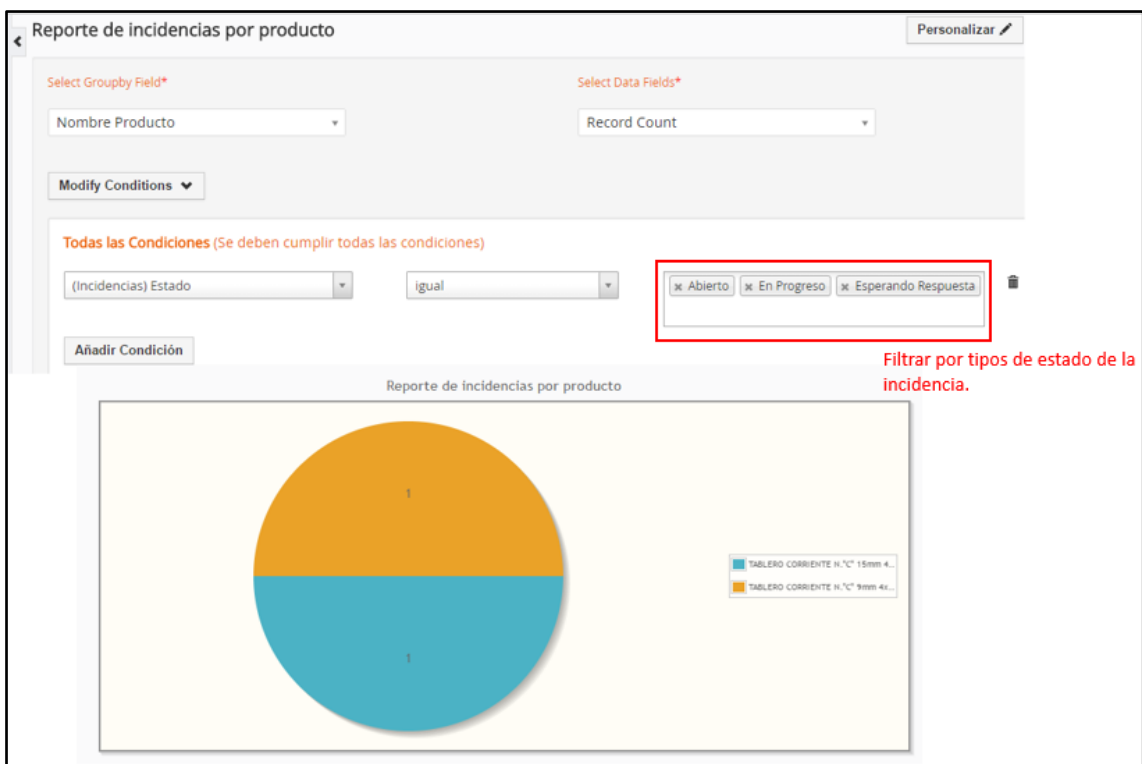 Reporte de incidencias por producto
Personalizar
Select Groupby Field*
Select Data Fields*
Nombre Producto
Record Count
Modify Conditions
Todas las Condiciones (Se deben cumplir todas las condiciones)
(Incidencias) Estado
igual
x Abierto x En Progreso x Esperando Respuesta
Añadir Condición
Filtrar por tipos de estado de la
incidencia.
Reporte de incidencias por producto
1
1
TABLERO CORRIENTE N."C" 15mm 4...
TABLERO CORRIENTE N."C" 9mm 4x...